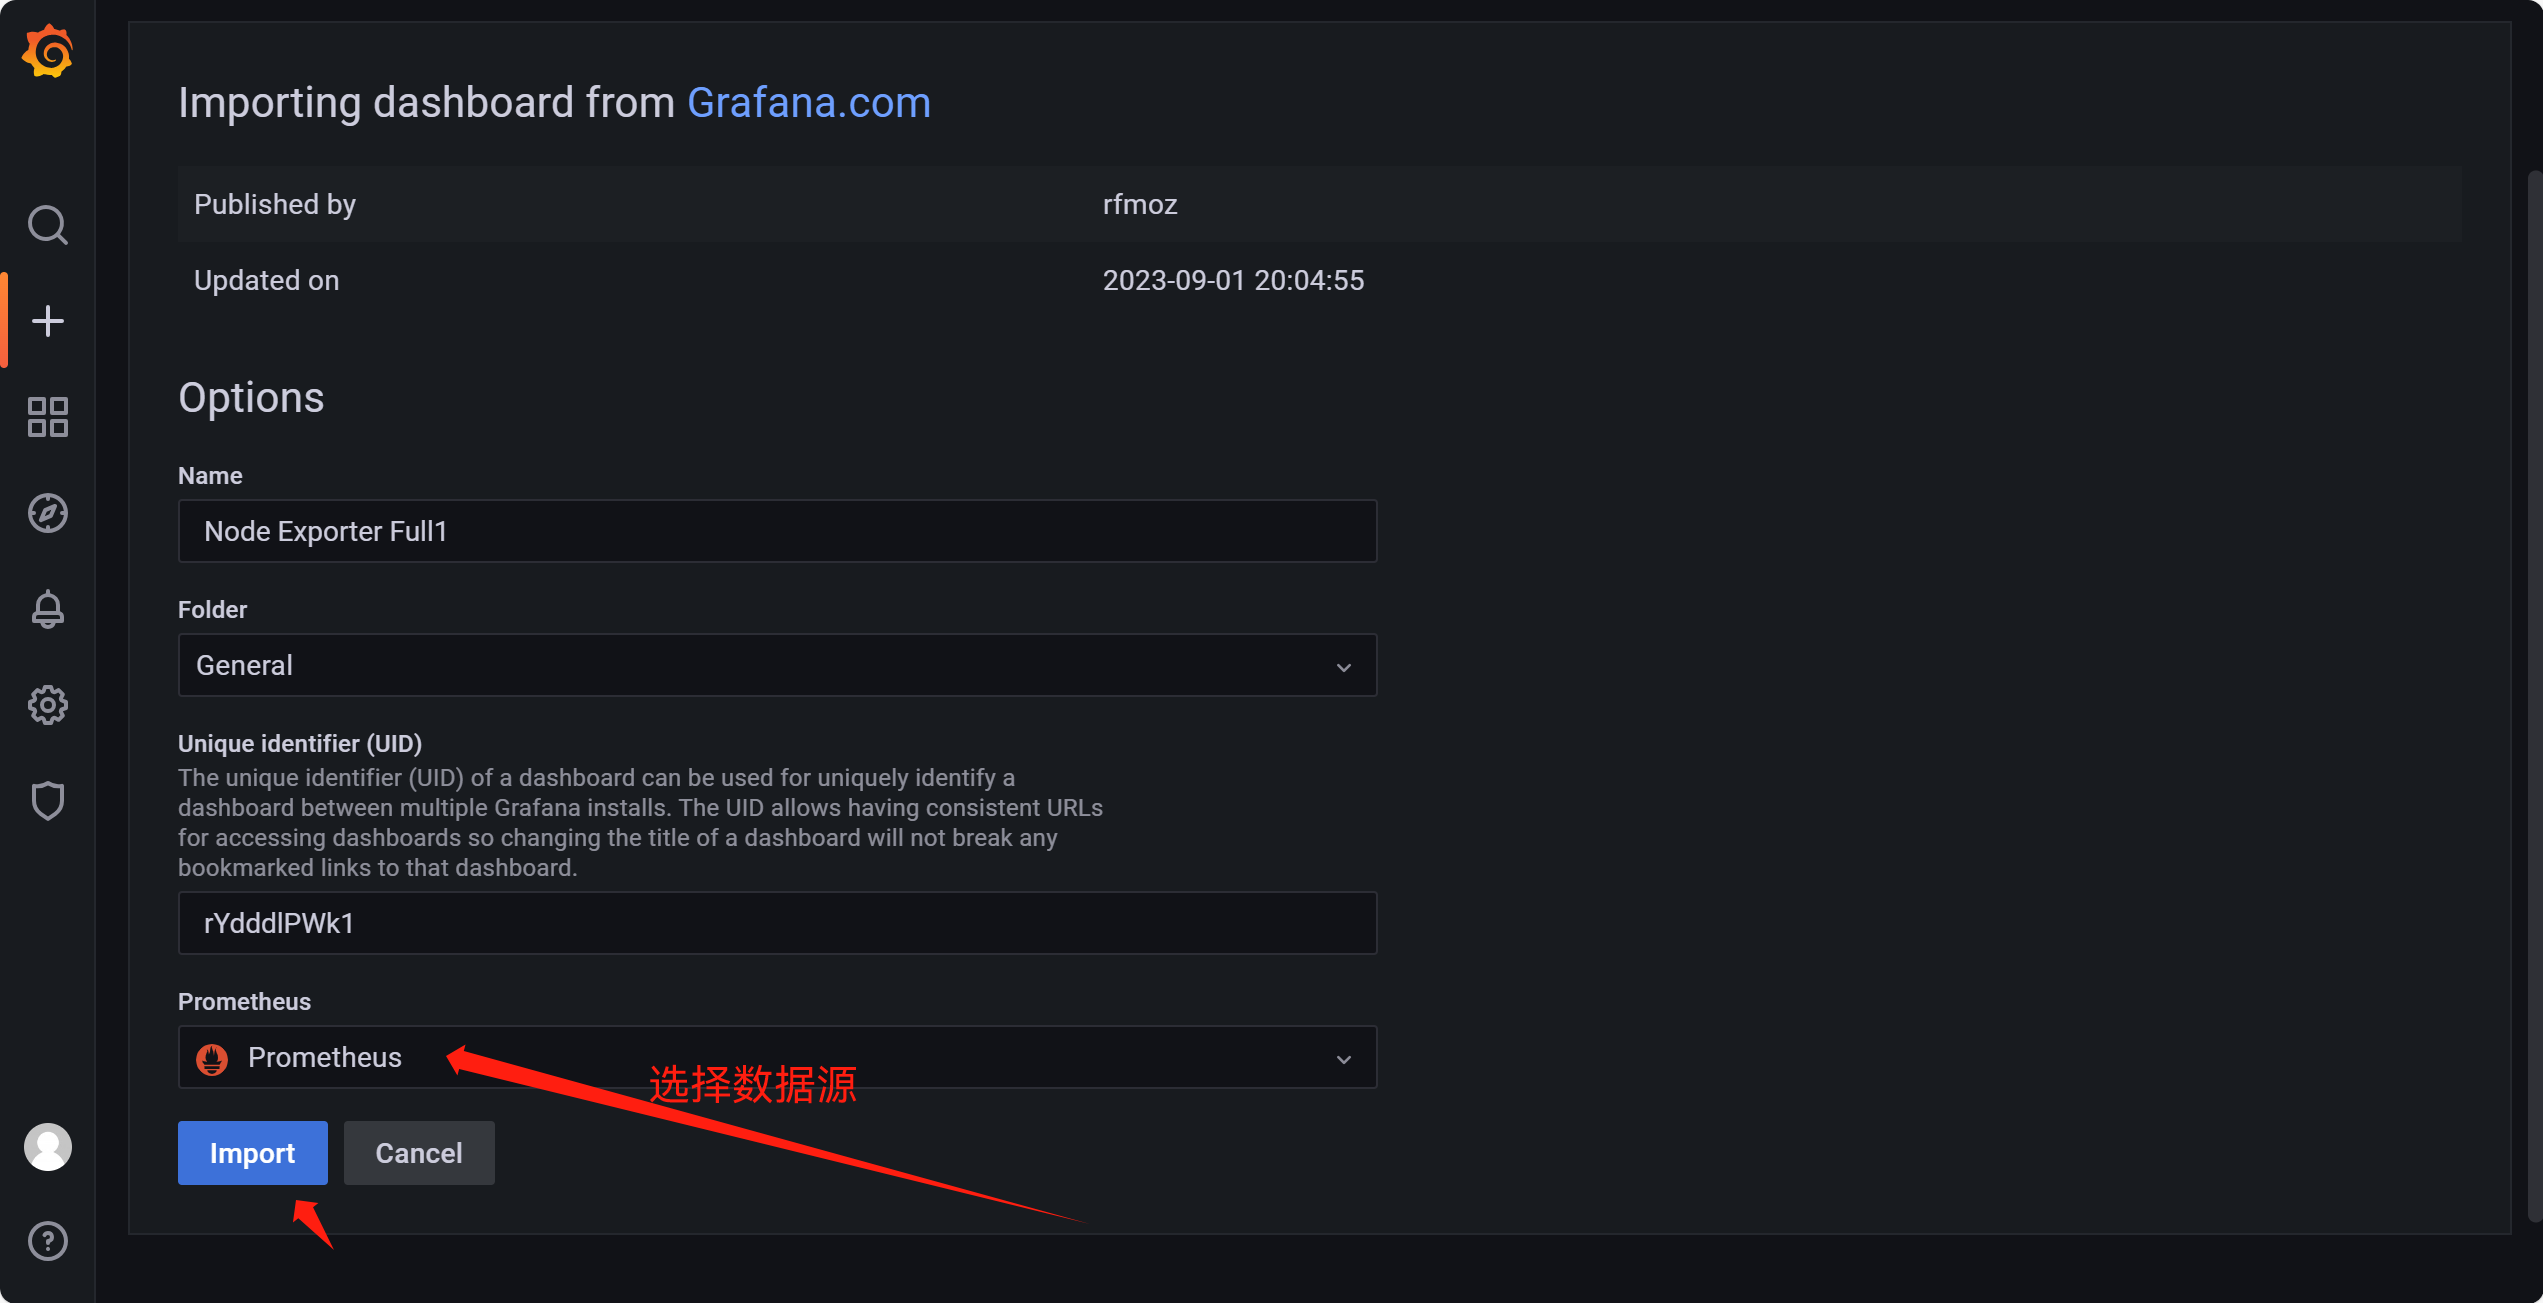 Importing dashboard from Grafana.com
Published by rfmoz
Updated on 2023-09-01 20:04:55
Options
Name
Node Exporter Full1
Folder
General
Unique identifier (UID)
The unique identifier (UID) of a dashboard can be used for uniquely identify a
dashboard between multiple Grafana installs. The UID allows having consistent URLs
for accessing dashboards so changing the title of a dashboard will not break any
bookmarked links to that dashboard.
rYdddlPWk1
Prometheus
Prometheus
选择数据源
Import Cancel